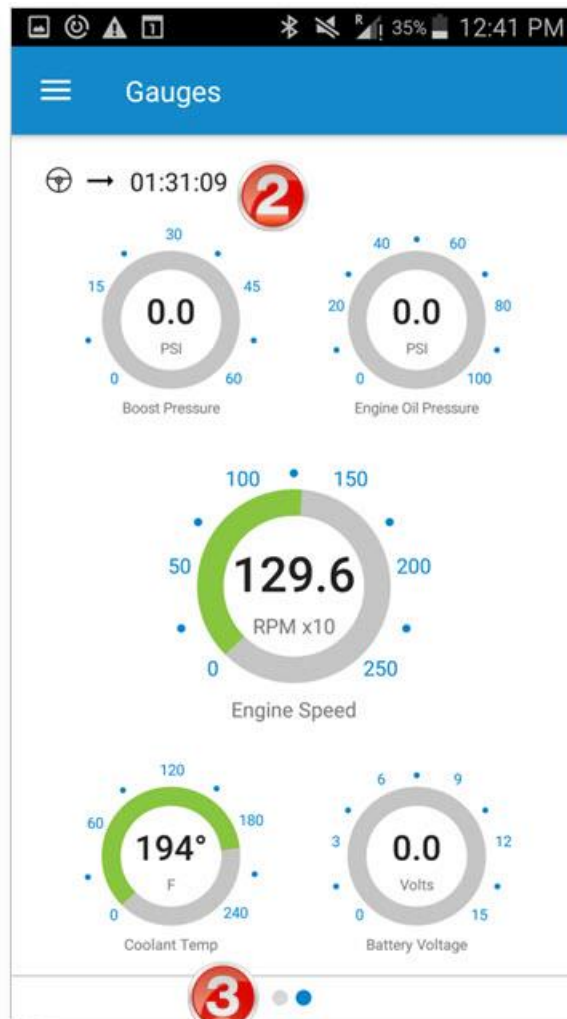 1 R 35% 12:41 PM
Gauges
01:31:09 2
30
15 45
0.0
PSI
0 60
Boost Pressure
40 60
20 80
0.0
PSI
0 100
Engine Oil Pressure
100 150
50 200
129.6
RPM x10
0 250
Engine Speed
120
60 180
194°
F
0 240
Coolant Temp
6 9
3 12
0.0
Volts
0 15
Battery Voltage
3